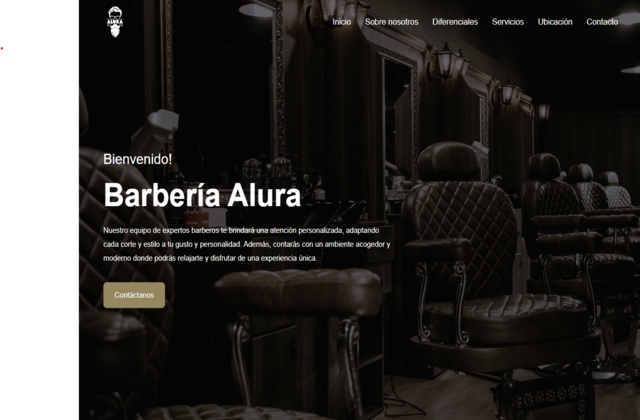 ALURA
Inicio Sobre nosotros Diferenciales Servicios Ubicación Contacto
Bienvenido!
Barbería Alura
Nuestro equipo de expertos barberos te brindará una atención personalizada, adaptando
cada corte y estilo a tu gusto y personalidad. Además, contarás con un ambiente acogedor y
moderno donde podrás relajarte y disfrutar de una experiencia única.
Contáctanos